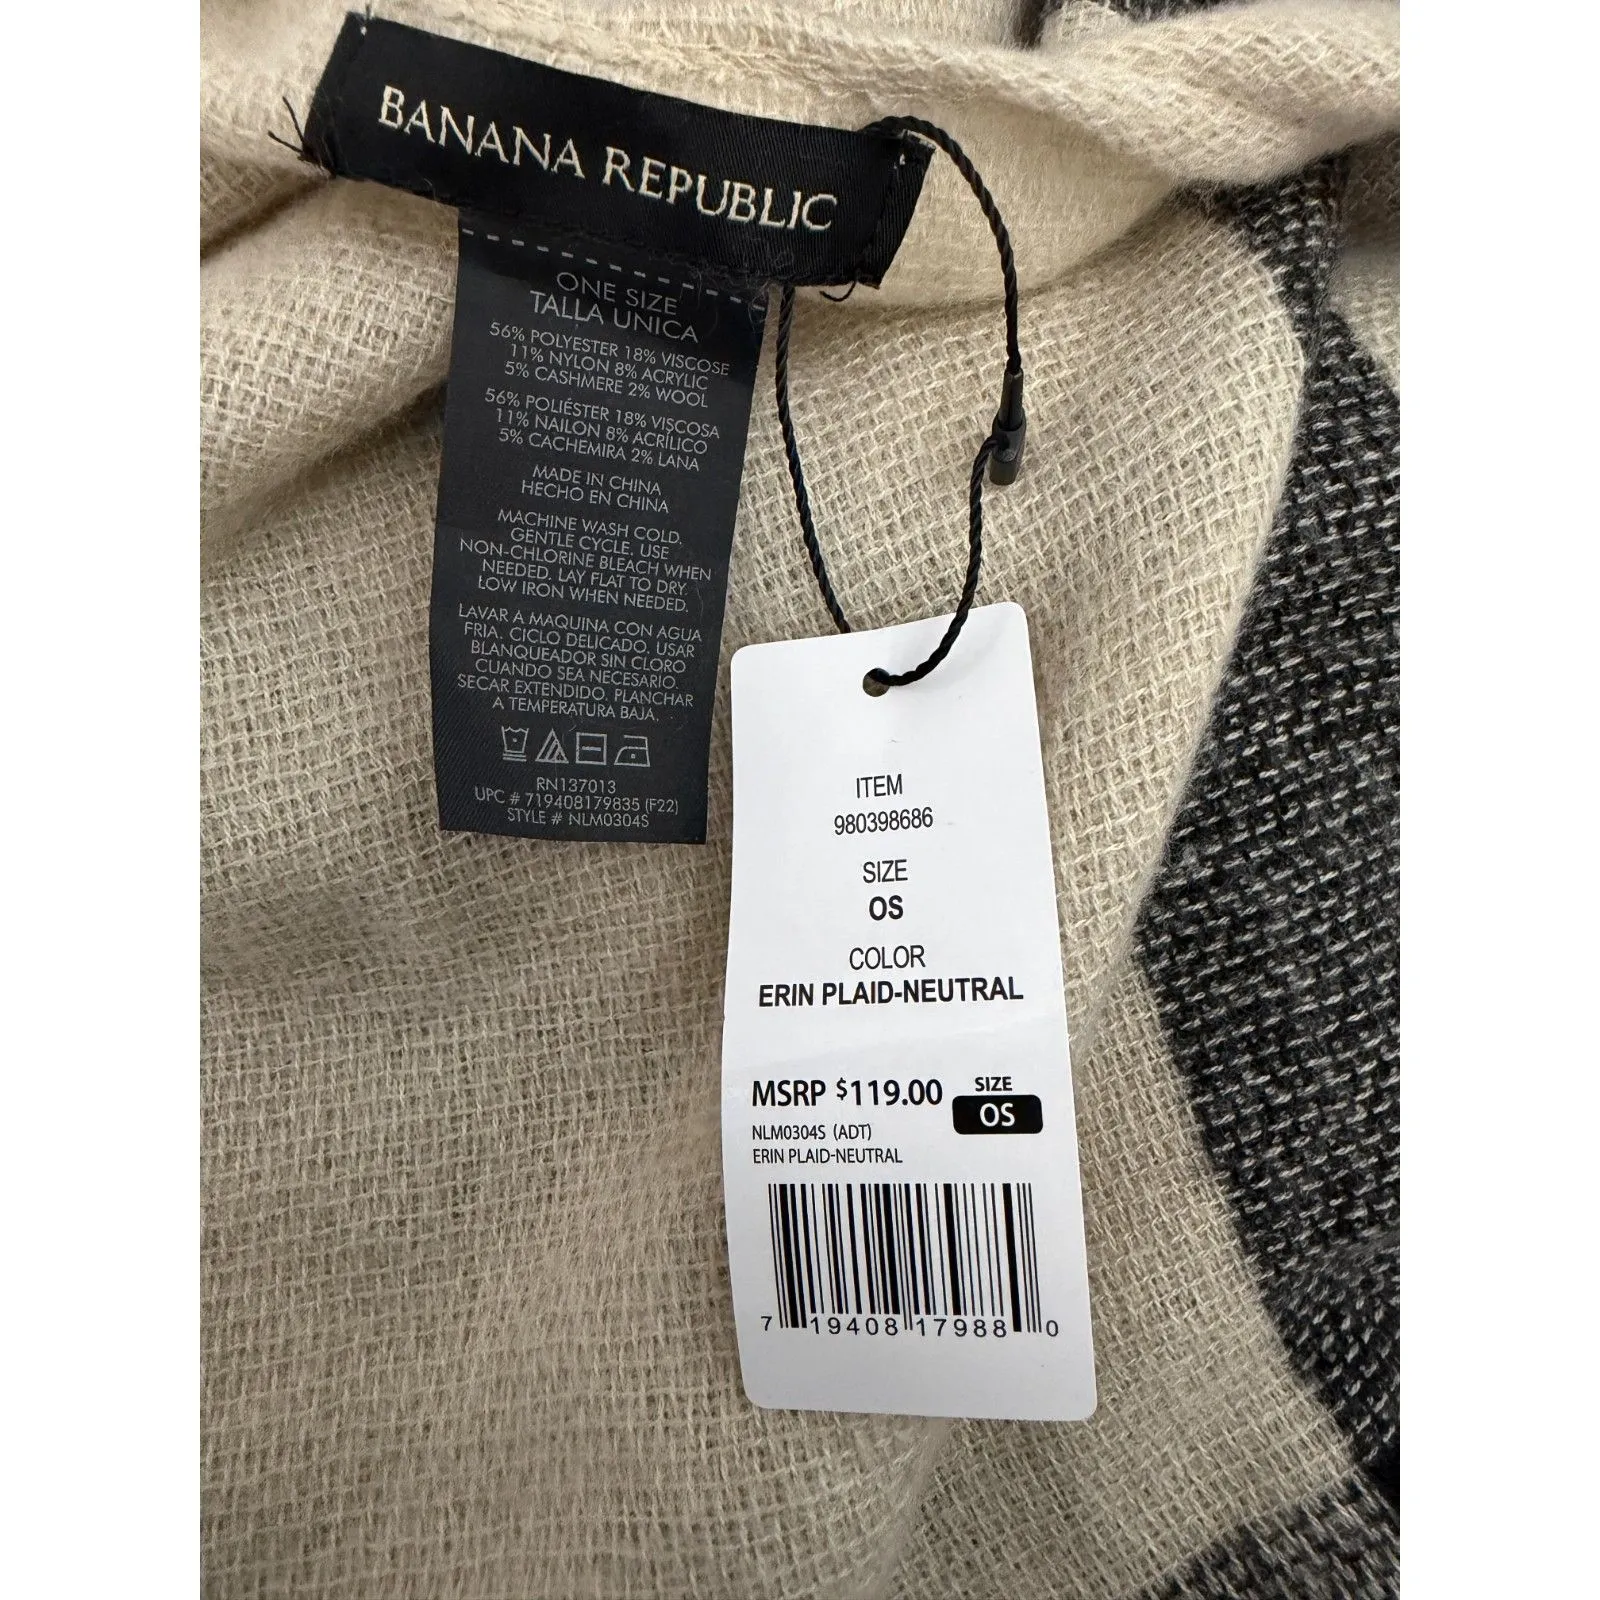 BANANA REPUBLIC
ONE SIZE
TALLA UNICA
56% POLYESTER 18% VISCOSE
11% NYLON 8% ACRYLIC
5% CASHMERE 2% WOOL
56% POLIÉSTER 18% VISCOSA
11% NAILON 8% ACRÍLICO
5% CACHEMIRA 2% LANA
MADE IN CHINA
HECHO EN CHINA
MACHINE WASH COLD.
GENTLE CYCLE. USE
NON-CHLORINE BLEACH WHEN
NEEDED. LAY FLAT TO DRY.
LOW IRON WHEN NEEDED.
LAVAR A MAQUINA CON AGUA
FRIA. CICLO DELICADO. USAR
BLANQUEADOR SIN CLORO
CUANDO SEA NECESARIO.
SECAR EXTENDIDO. PLANCHAR
A TEMPERATURA BAJA.
RN137013
UPC # 719408179835 (F22)
STYLE # NLM0304S
ITEM
980398686
SIZE
OS
COLOR
ERIN PLAID-NEUTRAL
MSRP $119.00
SIZE
OS
NLM0304S (ADT)
ERIN PLAID-NEUTRAL
7 19408 17988 0